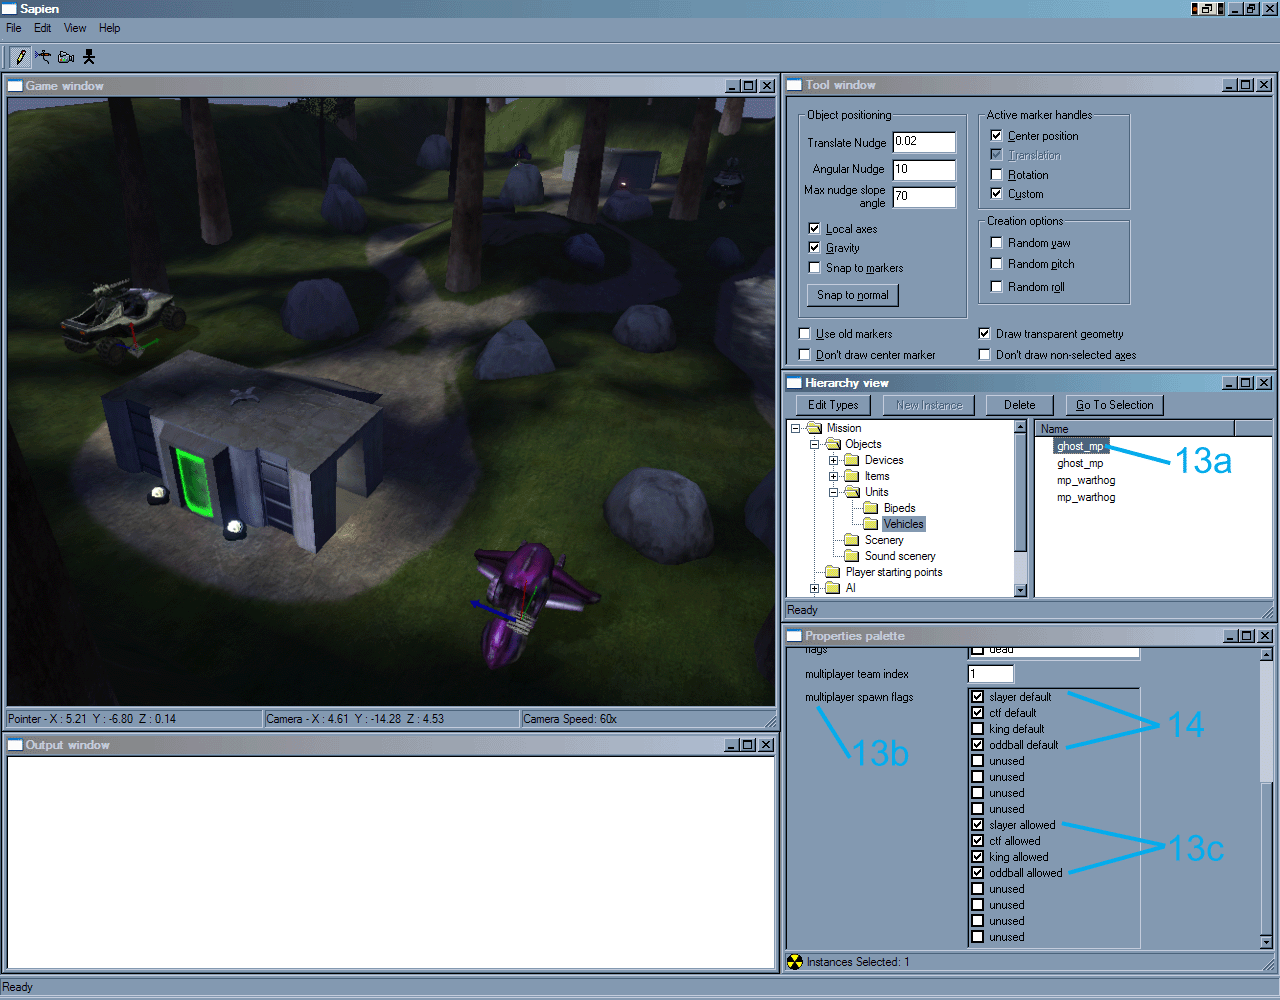 Sapien
File Edit View Help
Game window
Pointer - X : 5.21 Y : -6.80 Z : 0.14
Camera - X : 4.61 Y : -14.28 Z : 4.53
Camera Speed: 60x
Output window
Tool window
Object positioning
Translate Nudge 0.02
Angular Nudge 10
Max nudge slope
angle 70
Local axes
Gravity
Snap to markers
Snap to normal
Active marker handles
Center position
Translation
Rotation
Custom
Creation options
Random yaw
Random pitch
Random roll
Use old markers
Draw transparent geometry
Don't draw center marker
Don't draw non-selected axes
Hierarchy view
Edit Types New Instance Delete Go To Selection
Mission
Objects
Devices
Items
Units
Bipeds
Vehicles
Scenery
Sound scenery
Player starting points
AI
Name
ghost_mp
ghost_mp
mp_warthog
mp_warthog
13a
Ready
Properties palette
flags dead
multiplayer team index 1
multiplayer spawn flags
13b
slayer default
ctf default
king default
oddball default
14
unused
unused
unused
unused
slayer allowed
ctf allowed
king allowed
oddball allowed
13c
unused
unused
unused
unused
Instances Selected: 1
Ready